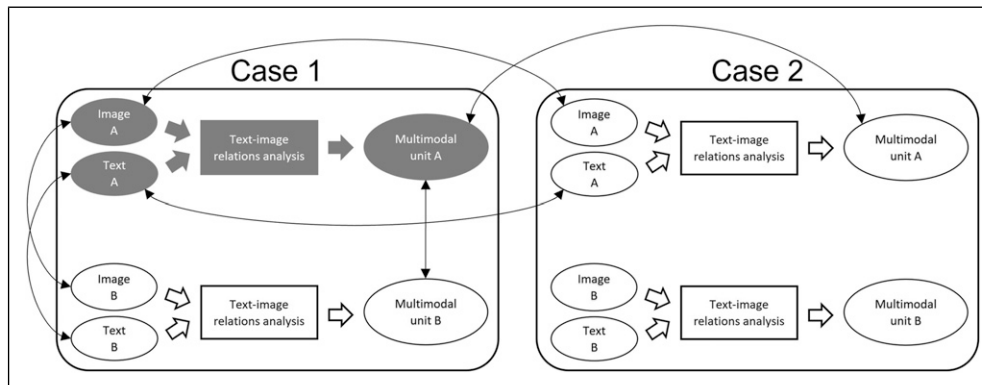 Case 1
Image
A
Text
A
Text-image
relations analysis
Multimodal
unit A
Image
B
Text
B
Text-image
relations analysis
Multimodal
unit B
Case 2
Image
A
Text
A
Text-image
relations analysis
Multimodal
unit A
Image
B
Text
B
Text-image
relations analysis
Multimodal
unit B